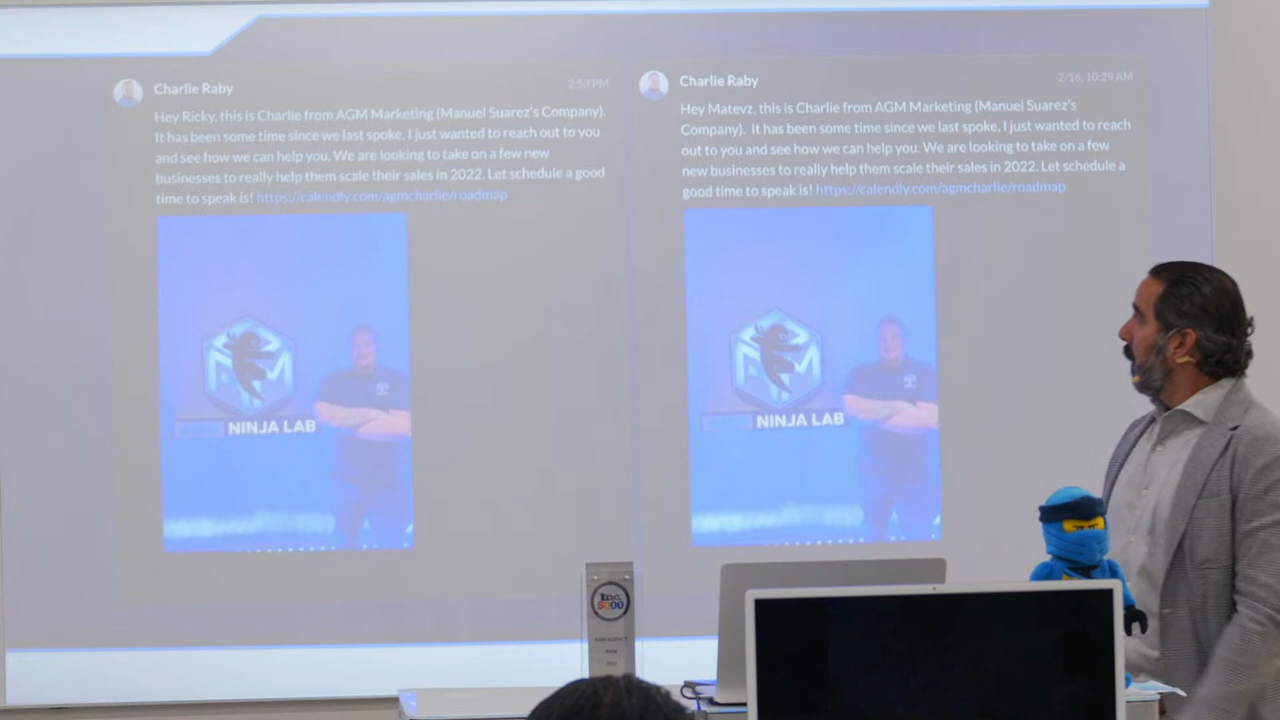 Charlie Raby
2:53 PM
Hey Ricky, this is Charlie from AGM Marketing (Manuel Suarez's Company).
It has been some time since we last spoke, I just wanted to reach out to you
and see how we can help you. We are looking to take on a few new
businesses to really help them scale their sales in 2022. Let schedule a good
time to speak is! https://calendly.com/agmcharlie/roadmap
NINJA LAB
Charlie Raby
2/16, 10:29 AM
Hey Matevz, this is Charlie from AGM Marketing (Manuel Suarez's
Company). It has been some time since we last spoke, I just wanted to reach
out to you and see how we can help you. We are looking to take on a few
new businesses to really help them scale their sales in 2022. Let schedule a
good time to speak is! https://calendly.com/agmcharlie/roadmap
NINJA LAB
Inc.
5000